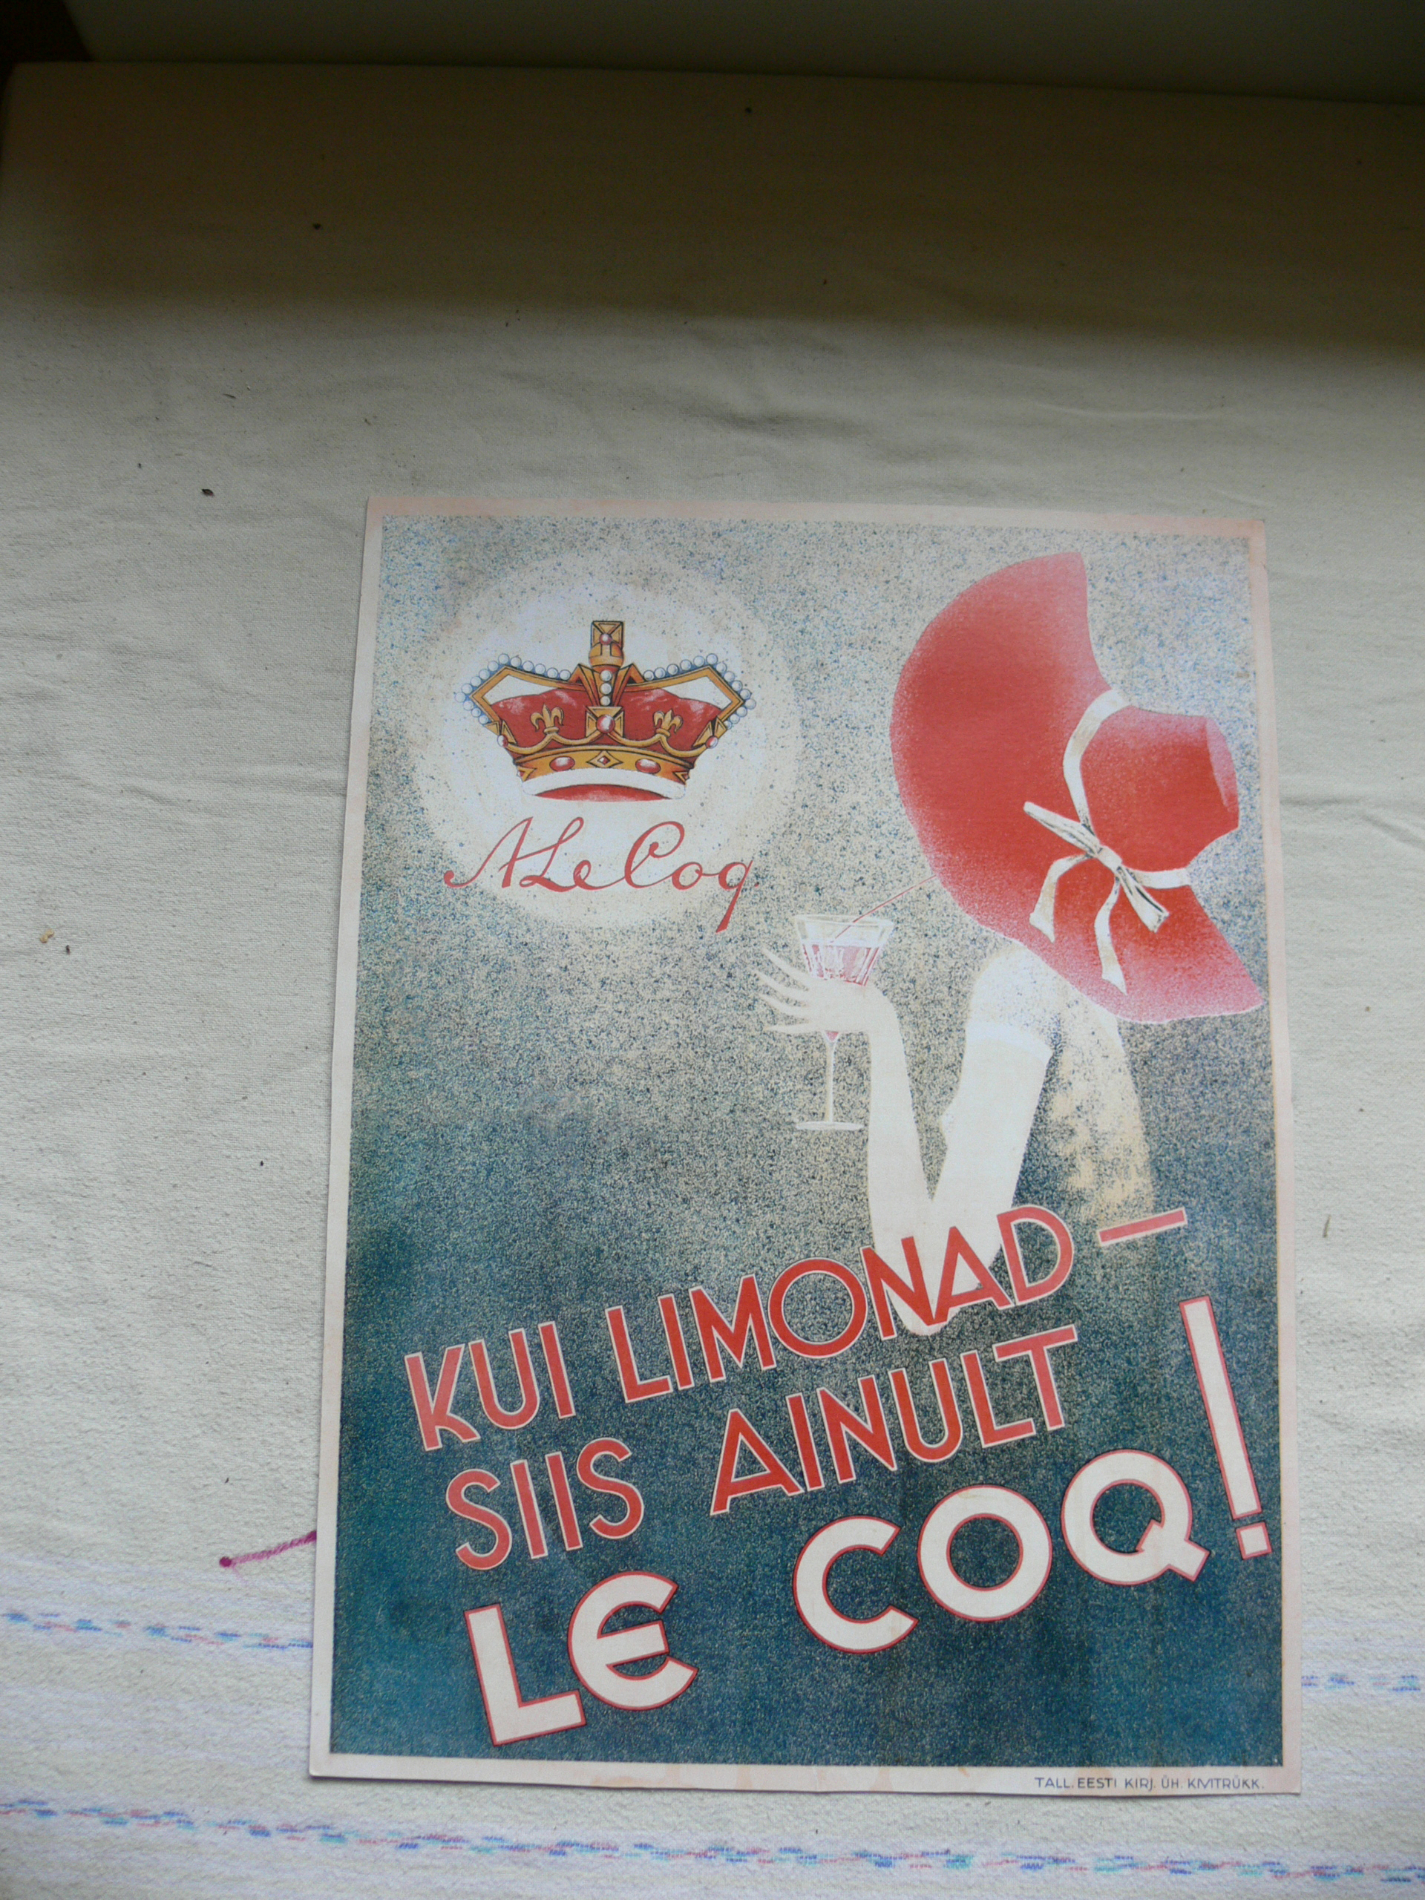 A Le Coq
KUI LIMONAD —
SIIS AINULT
LE COQ!
TALL. EESTI KIRJ. ÜH. KIVITRÜKK.